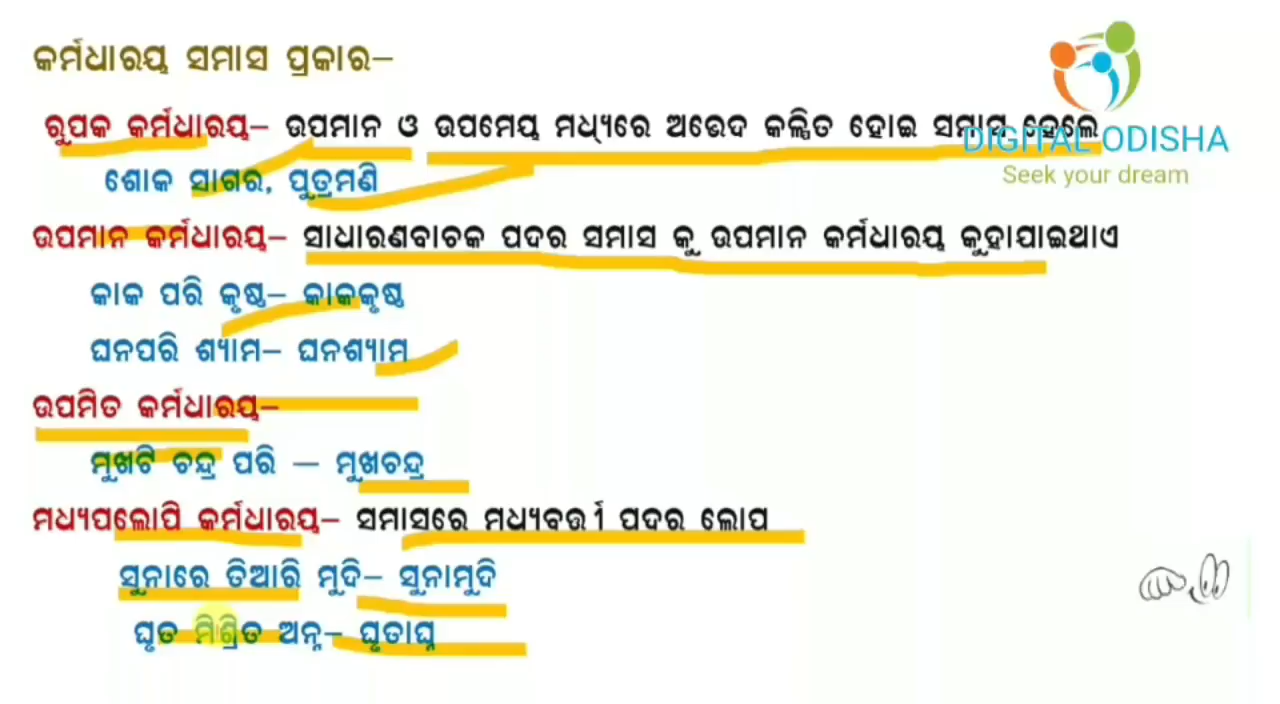 କର୍ମଧାରୟ ସମାସ ପ୍ରକାର–
ରୁପକ କର୍ମଧାରୟ– ଉପମାନ ଓ ଉପମେୟ ମଧ୍ୟରେ ଅଭେଦ କଳ୍ପିତ ହୋଇ ସମାସ ହେଲେ
DIGITAL ODISHA
Seek your dream
ଶୋକ ସାଗର, ପୁତ୍ରମଣି
ଉପମାନ କର୍ମଧାରୟ– ସାଧାରଣବାଚକ ପଦର ସମାସ କୁ ଉପମାନ କର୍ମଧାରୟ କୁହାଯାଇଥାଏ
କାକ ପରି କୃଷ୍ଣ– କାକକୃଷ୍ଣ
ଘନପରି ଶ୍ୟାମ– ଘନଶ୍ୟାମ
ଉପମିତ କର୍ମଧାରୟ–
ମୁଖଟି ଚନ୍ଦ୍ର ପରି – ମୁଖଚନ୍ଦ୍ର
ମଧ୍ୟପଲୋପି କର୍ମଧାରୟ– ସମାସରେ ମଧ୍ୟବର୍ତ୍ତୀ ପଦର ଲୋପ
ସୁନାରେ ତିଆରି ମୁଦି– ସୁନାମୁଦି
ଘୃତ ମିଶ୍ରିତ ଅନ୍ନ– ଘୃତାଘ୍ନ